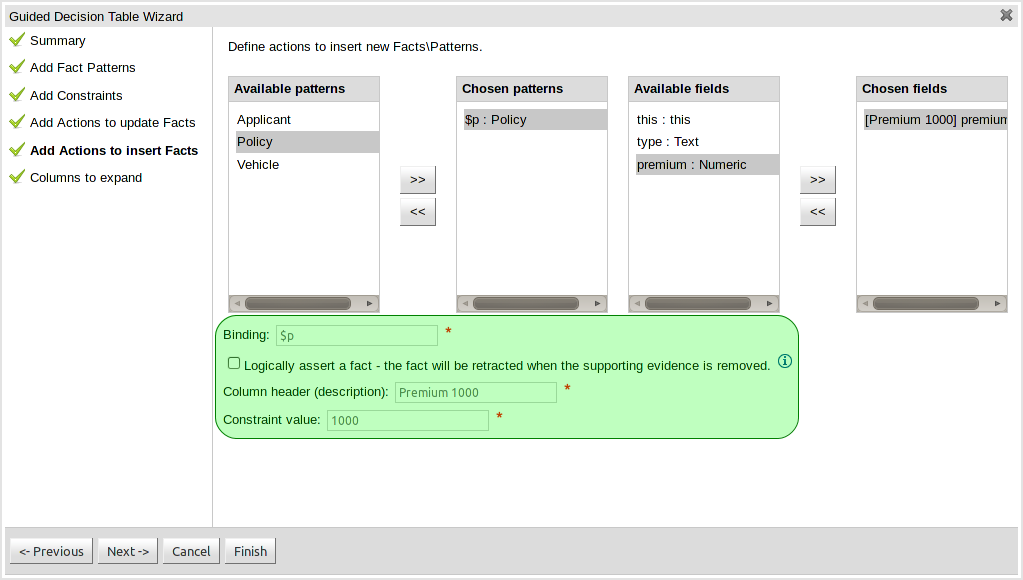 Guided Decision Table Wizard
Summary
Add Fact Patterns
Add Constraints
Add Actions to update Facts
Add Actions to insert Facts
Columns to expand
Define actions to insert new Facts\Patterns.
Available patterns
Applicant
Policy
Vehicle
>>
<<
Chosen patterns
$p : Policy
Available fields
this : this
type : Text
premium : Numeric
>>
<<
Chosen fields
[Premium 1000] premium
Binding: $p *
Logically assert a fact - the fact will be retracted when the supporting evidence is removed.
Column header (description): Premium 1000 *
Constraint value: 1000 *
<- Previous Next -> Cancel Finish